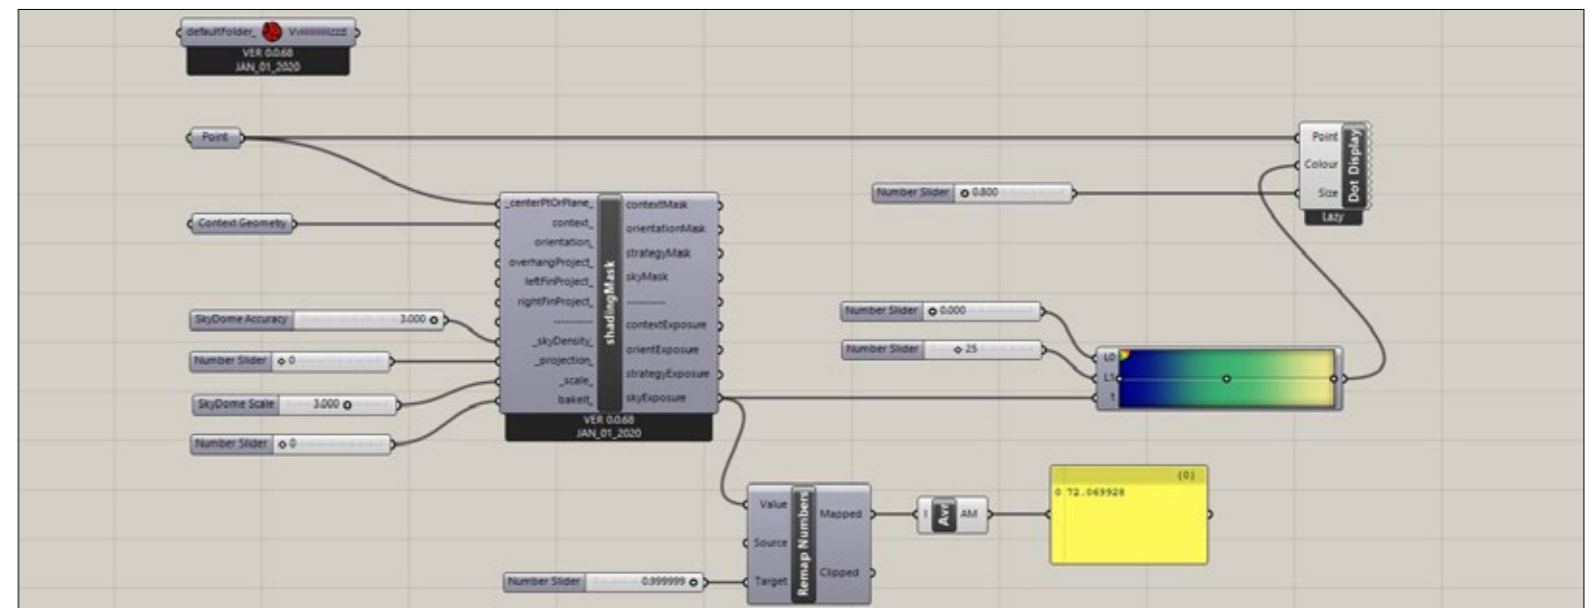 defaultFolder_
VER 0.0.68
JAN_01_2020
Point
Context Geometry
SkyDome Accuracy 3.000
Number Slider 0
SkyDome Scale 3.000
Number Slider 0
_centerPtOrPlane_
context_
orientation_
overhangProject_
leftFinProject_
rightFinProject_
----------
_skyDensity_
_projection_
_scale_
bakeIt_
shadingMask
contextMask
orientationMask
strategyMask
skyMask
----------
contextExposure
orientExposure
strategyExposure
skyExposure
VER 0.0.68
JAN_01_2020
Number Slider 0.800
Point
Colour
Size
Dot Display
Lazy
Number Slider 0.000
Number Slider 25
L0
L1
t
Number Slider 0.999999
Value
Source
Target
Remap Numbers
Mapped
Clipped
I
Avr
AM
{0}
0 72.069928